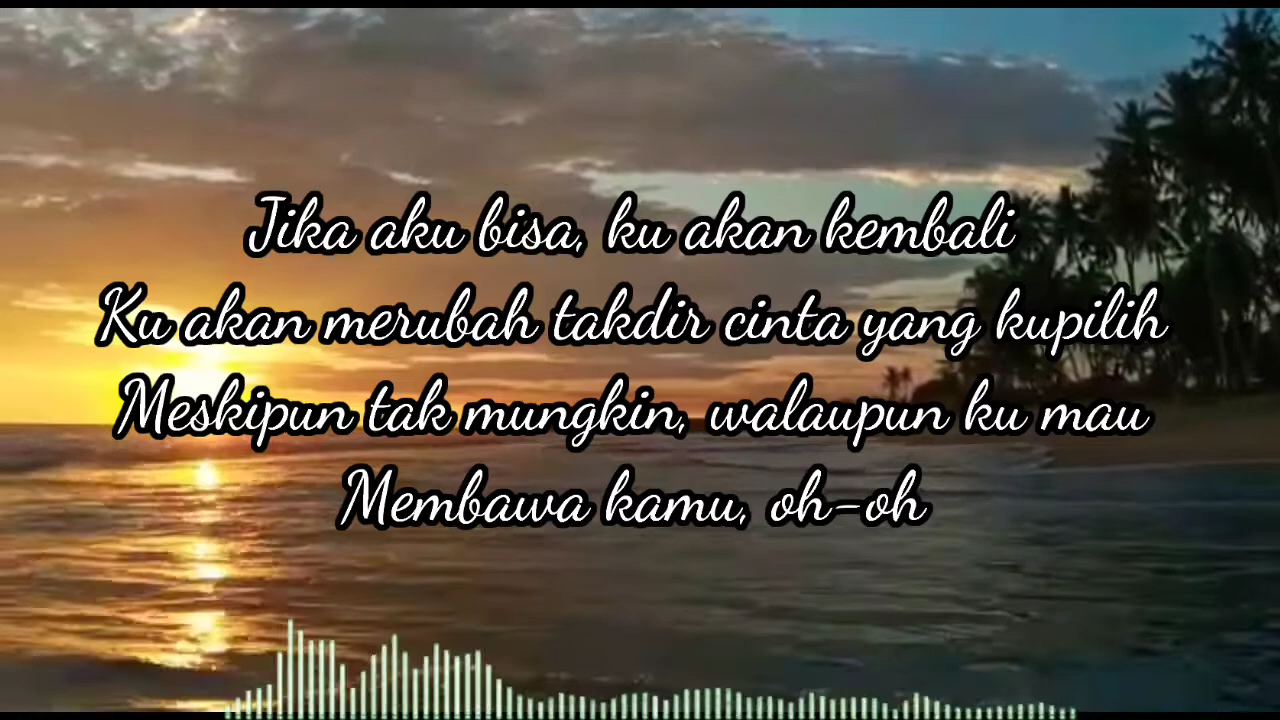 Jika aku bisa, ku akan kembali
Ku akan merubah takdir cinta yang kupilih
Meskipun tak mungkin, walaupun ku mau
Membawa kamu, oh-oh